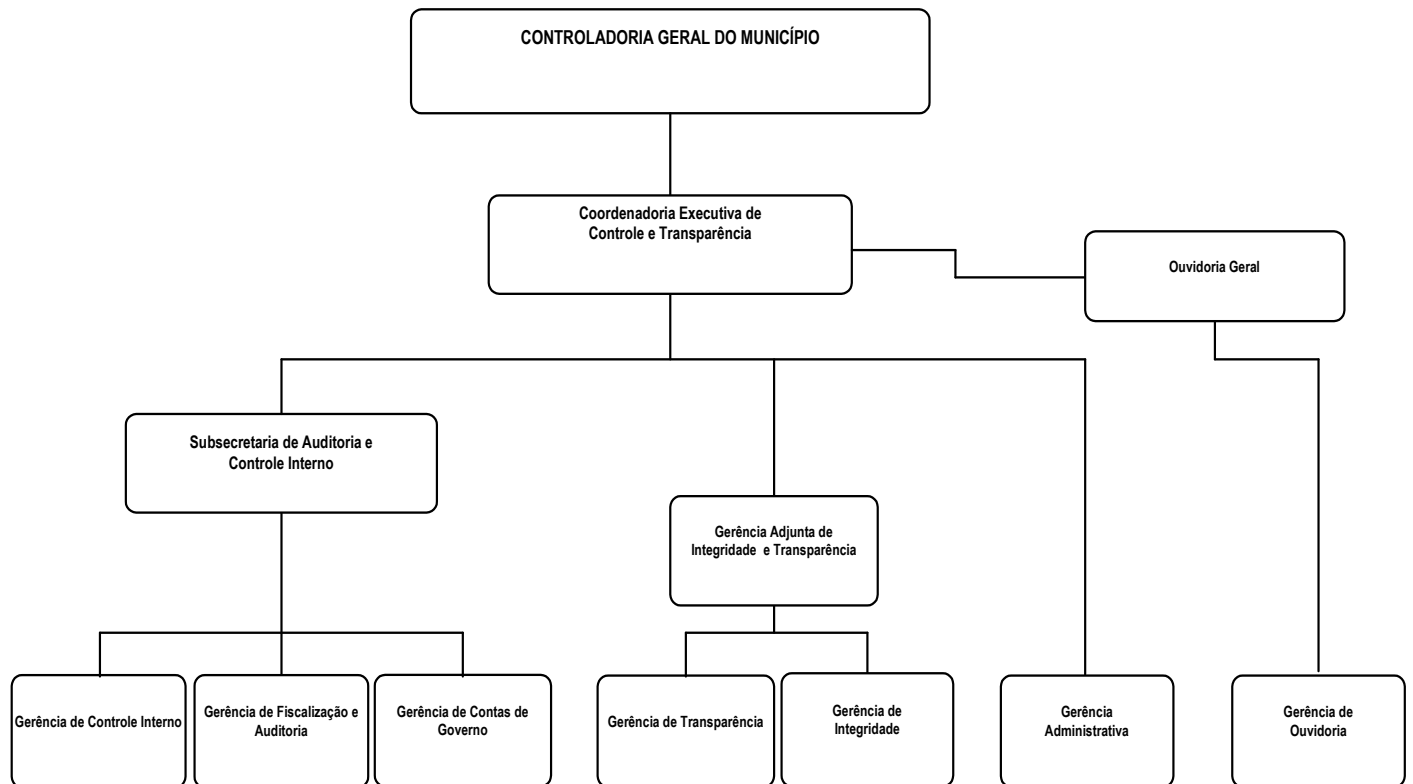 CONTROLADORIA GERAL DO MUNICÍPIO
Coordenadoria Executiva de
Controle e Transparência
Ouvidoria Geral
Subsecretaria de Auditoria e
Controle Interno
Gerência Adjunta de
Integridade e Transparência
Gerência de Controle Interno
Gerência de Fiscalização e
Auditoria
Gerência de Contas de
Governo
Gerência de Transparência
Gerência de
Integridade
Gerência
Administrativa
Gerência de
Ouvidoria